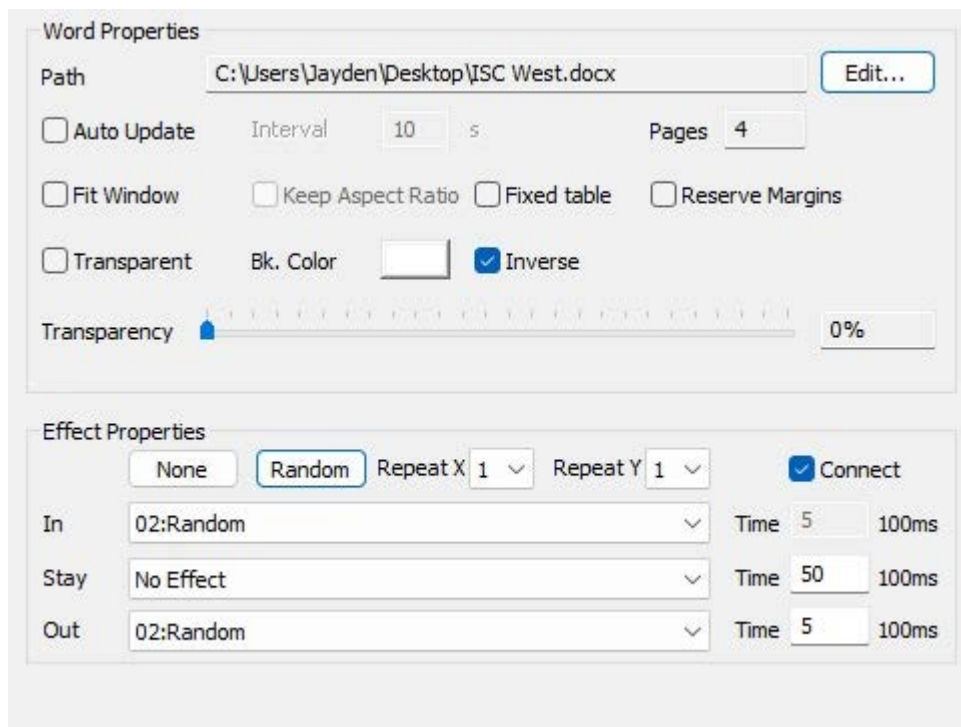 Word Properties
Path C:\Users\Jayden\Desktop\ISC West.docx Edit...
Auto Update Interval 10 s Pages 4
Fit Window Keep Aspect Ratio Fixed table Reserve Margins
Transparent Bk. Color Inverse
Transparency 0%
Effect Properties
None Random Repeat X 1 Repeat Y 1 Connect
In 02:Random Time 5 100ms
Stay No Effect Time 50 100ms
Out 02:Random Time 5 100ms